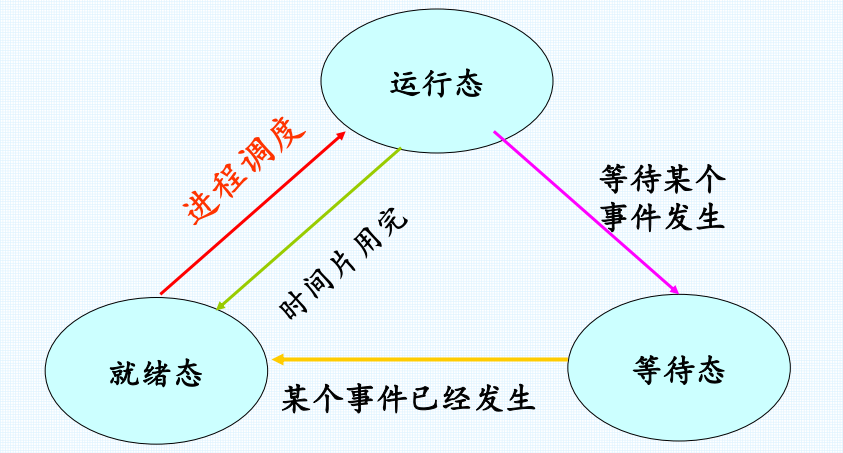 运行态
进程调度
等待某个
事件发生
时间片用完
就绪态
等待态
某个事件已经发生